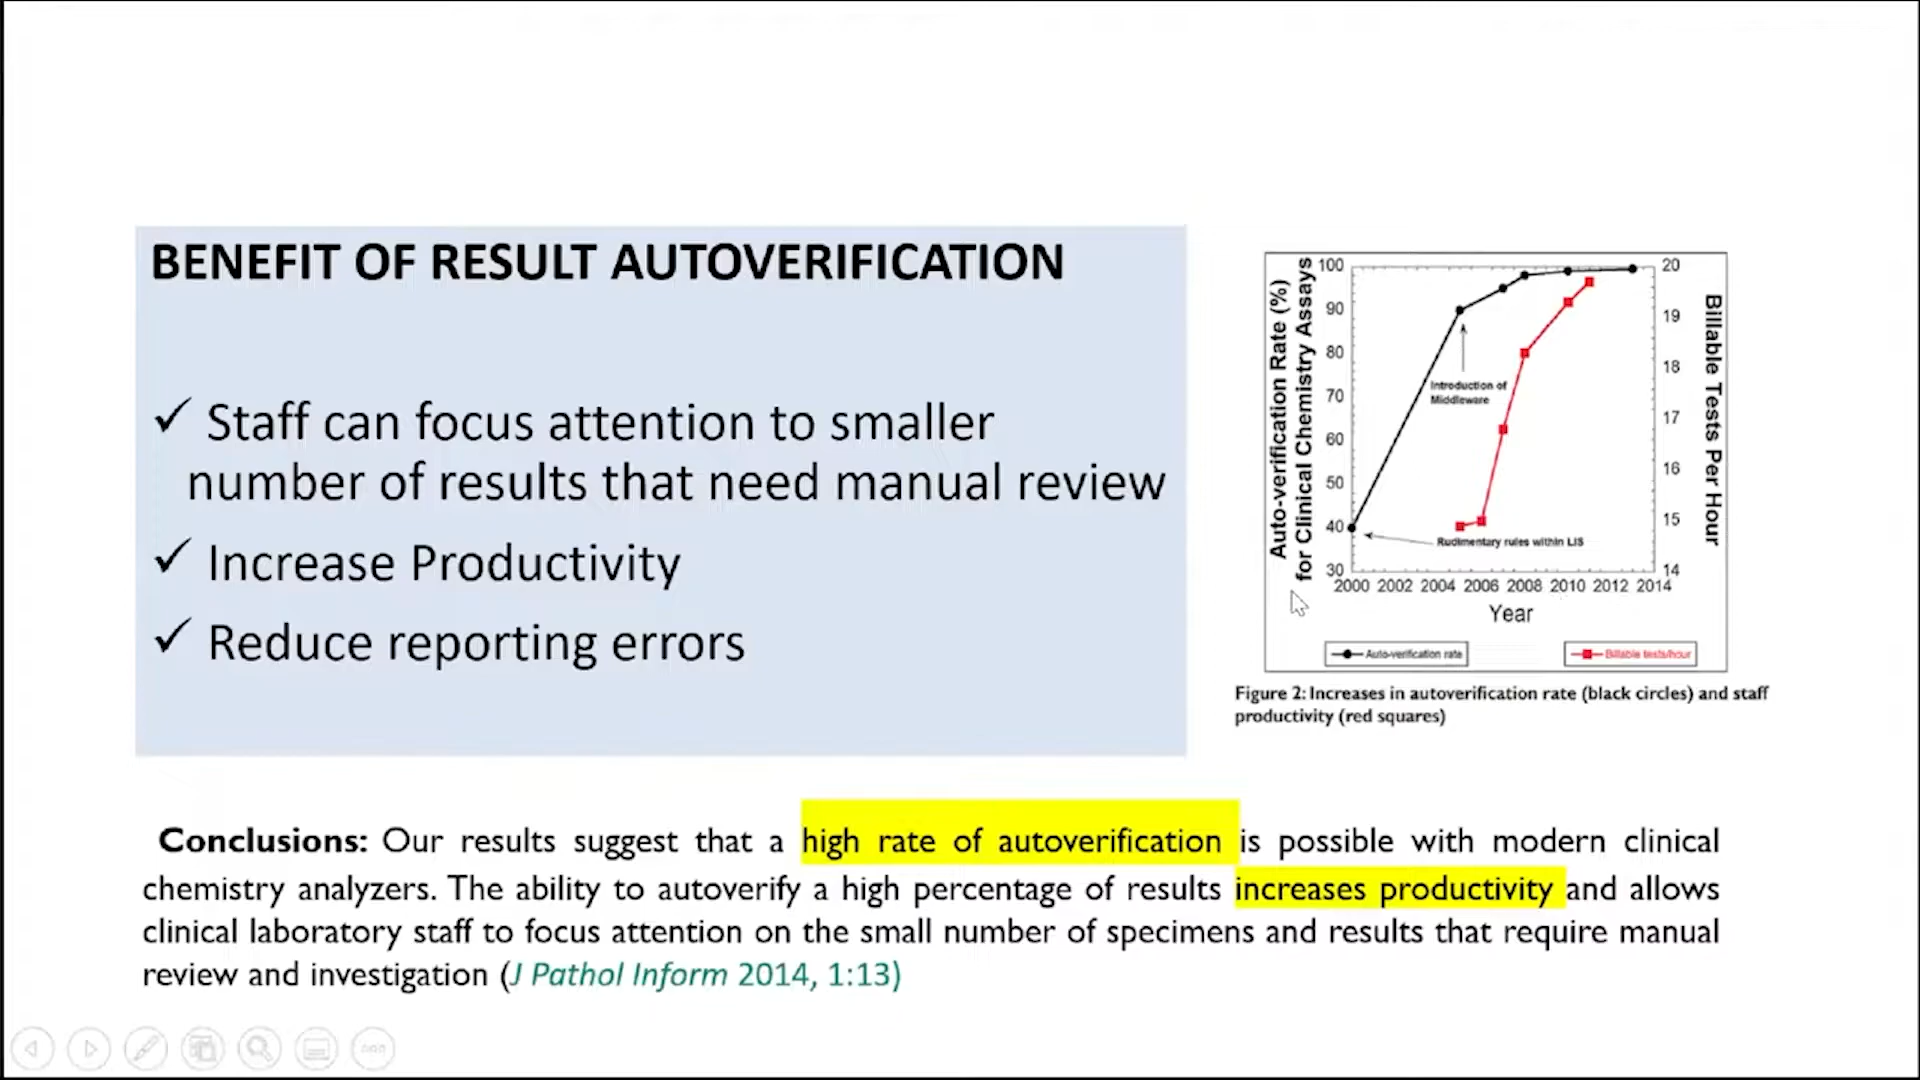 BENEFIT OF RESULT AUTOVERIFICATION
✓ Staff can focus attention to smaller
number of results that need manual review
✓ Increase Productivity
✓ Reduce reporting errors
Auto-verification Rate (%)
for Clinical Chemistry Assays
100
90
80
70
60
50
40
30
20
19
18
17
16
15
14
Billable Tests Per Hour
Introduction of
Middleware
Rudimentary rules within LIS
2000 2002 2004 2006 2008 2010 2012 2014
Year
Auto-verification rate
Billable tests/hour
Figure 2: Increases in autoverification rate (black circles) and staff
productivity (red squares)
Conclusions: Our results suggest that a high rate of autoverification is possible with modern clinical
chemistry analyzers. The ability to autoverify a high percentage of results increases productivity and allows
clinical laboratory staff to focus attention on the small number of specimens and results that require manual
review and investigation (J Pathol Inform 2014, 1:13)